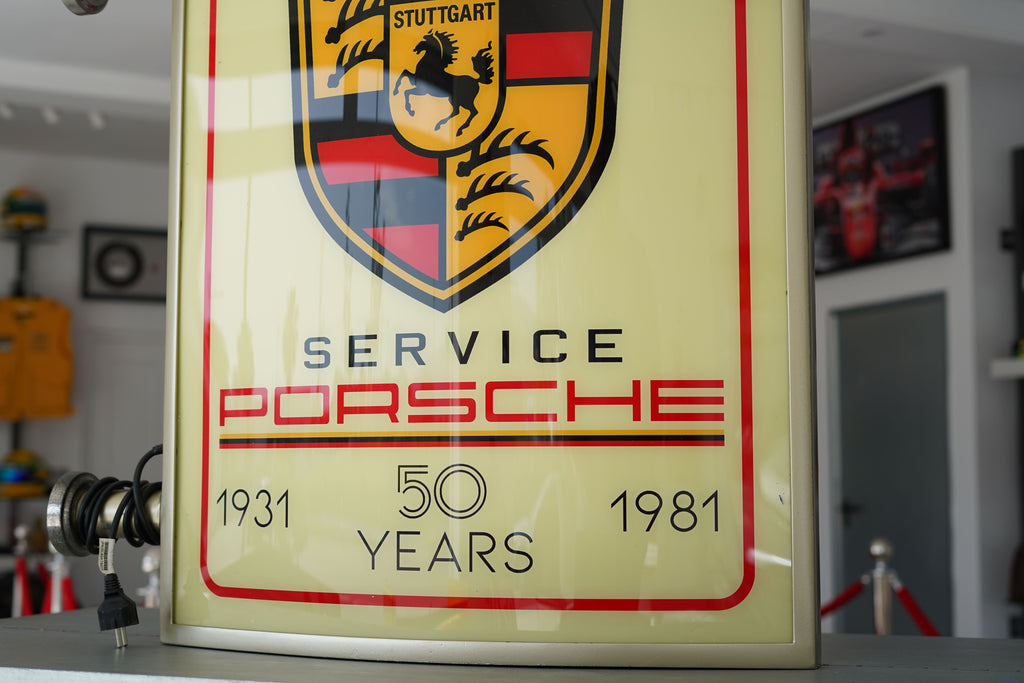 STUTTGART
SERVICE
PORSCHE
1931 50 1981
YEARS